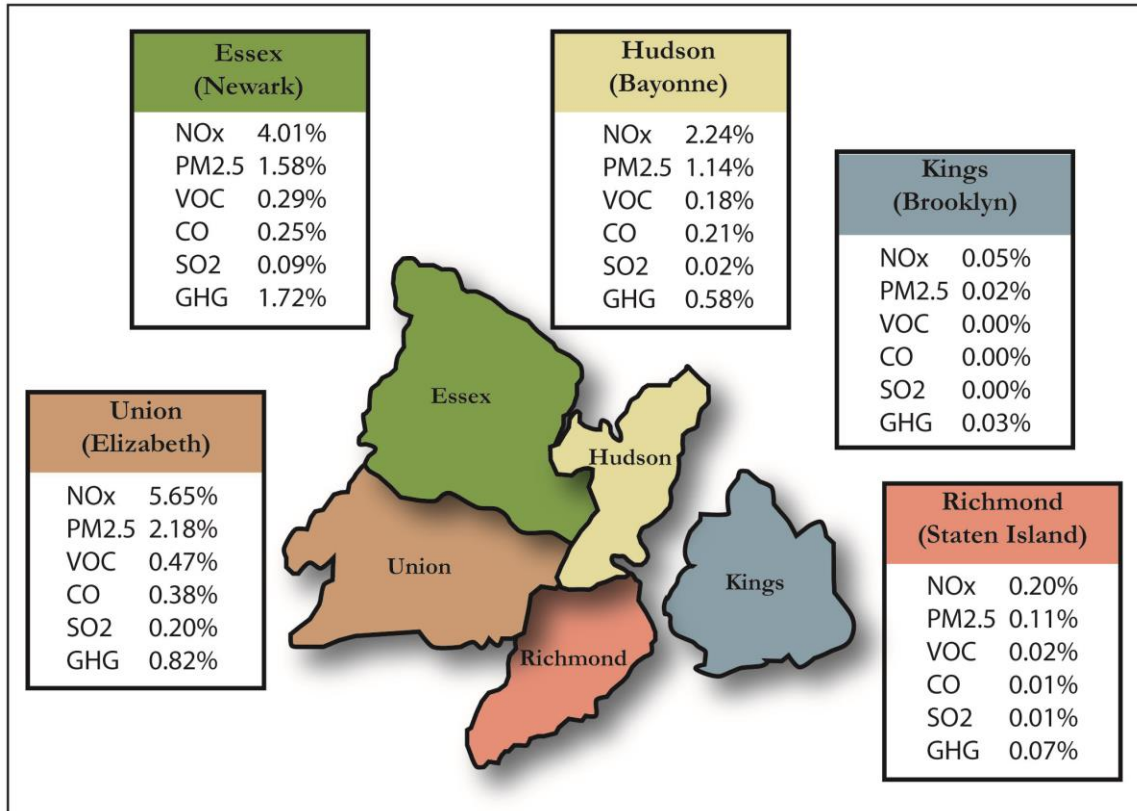 Essex
(Newark)
NOx 4.01%
PM2.5 1.58%
VOC 0.29%
CO 0.25%
SO2 0.09%
GHG 1.72%
Hudson
(Bayonne)
NOx 2.24%
PM2.5 1.14%
VOC 0.18%
CO 0.21%
SO2 0.02%
GHG 0.58%
Kings
(Brooklyn)
NOx 0.05%
PM2.5 0.02%
VOC 0.00%
CO 0.00%
SO2 0.00%
GHG 0.03%
Union
(Elizabeth)
NOx 5.65%
PM2.5 2.18%
VOC 0.47%
CO 0.38%
SO2 0.20%
GHG 0.82%
Richmond
(Staten Island)
NOx 0.20%
PM2.5 0.11%
VOC 0.02%
CO 0.01%
SO2 0.01%
GHG 0.07%
Essex
Hudson
Union
Kings
Richmond